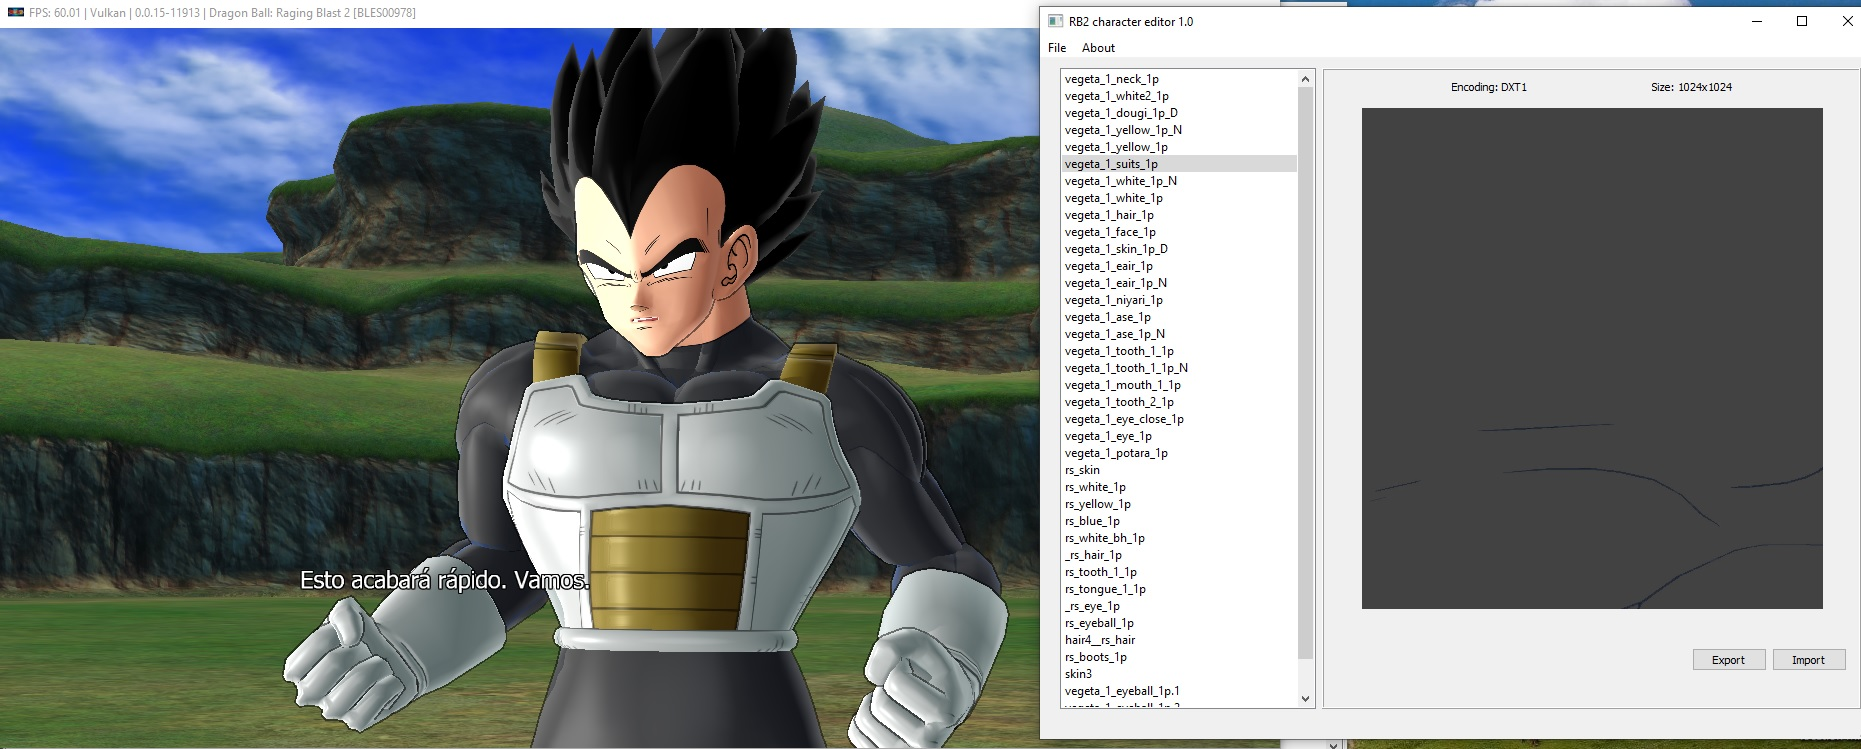 FPS: 60.01 | Vulkan | 0.0.15-11913 | Dragon Ball: Raging Blast 2 [BLES00978]
Esto acabará rápido. Vamos.
RB2 character editor 1.0
File About
vegeta_1_neck_1p
vegeta_1_white2_1p
vegeta_1_dougi_1p_D
vegeta_1_yellow_1p_N
vegeta_1_yellow_1p
vegeta_1_suits_1p
vegeta_1_white_1p_N
vegeta_1_white_1p
vegeta_1_hair_1p
vegeta_1_face_1p
vegeta_1_skin_1p_D
vegeta_1_eair_1p
vegeta_1_eair_1p_N
vegeta_1_niyari_1p
vegeta_1_ase_1p
vegeta_1_ase_1p_N
vegeta_1_tooth_1_1p
vegeta_1_tooth_1_1p_N
vegeta_1_mouth_1_1p
vegeta_1_tooth_2_1p
vegeta_1_eye_close_1p
vegeta_1_eye_1p
vegeta_1_potara_1p
rs_skin
rs_white_1p
rs_yellow_1p
rs_blue_1p
rs_white_bh_1p
_rs_hair_1p
rs_tooth_1_1p
rs_tongue_1_1p
_rs_eye_1p
rs_eyeball_1p
hair4__rs_hair
rs_boots_1p
skin3
vegeta_1_eyeball_1p.1
Encoding: DXT1 Size: 1024x1024
Export Import